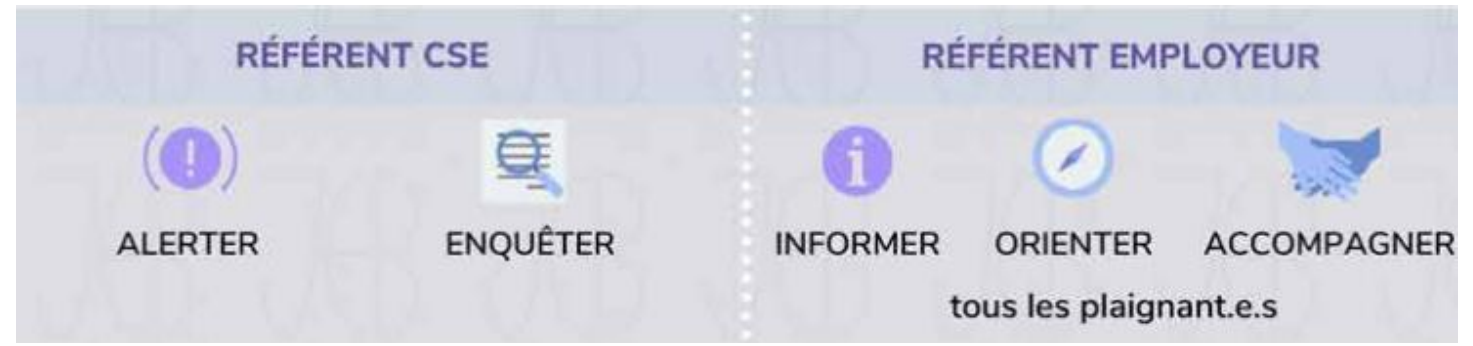 RÉFÉRENT CSE
ALERTER
ENQUÊTER
RÉFÉRENT EMPLOYEUR
INFORMER
ORIENTER
ACCOMPAGNER
tous les plaignant.e.s